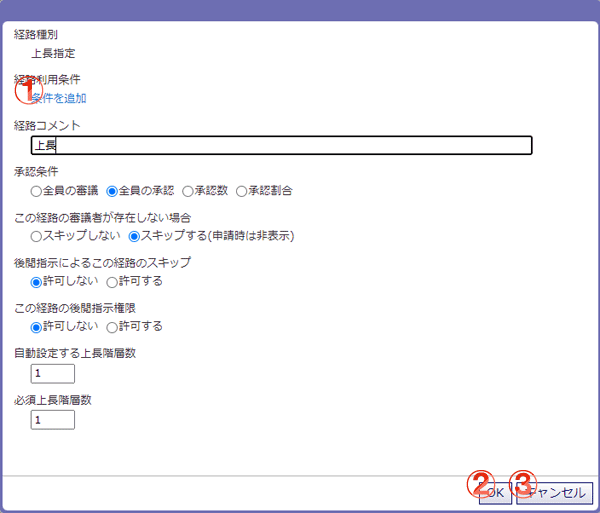 経路種別
上長指定
経路利用条件
①
条件を追加
経路コメント
上長
承認条件
全員の審議 全員の承認 承認数 承認割合
この経路の審議者が存在しない場合
スキップしない スキップする(申請時は非表示)
後閲指示によるこの経路のスキップ
許可しない 許可する
この経路の後閲指示権限
許可しない 許可する
自動設定する上長階層数
1
必須上長階層数
1
② OK ③ キャンセル